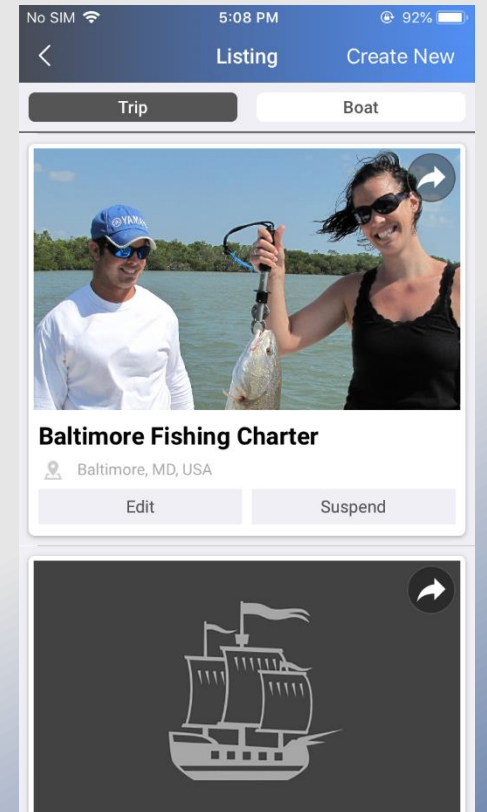 No SIM 5:08 PM 92%
Listing Create New
Trip Boat
YAMAHA
Baltimore Fishing Charter
Baltimore, MD, USA
Edit Suspend